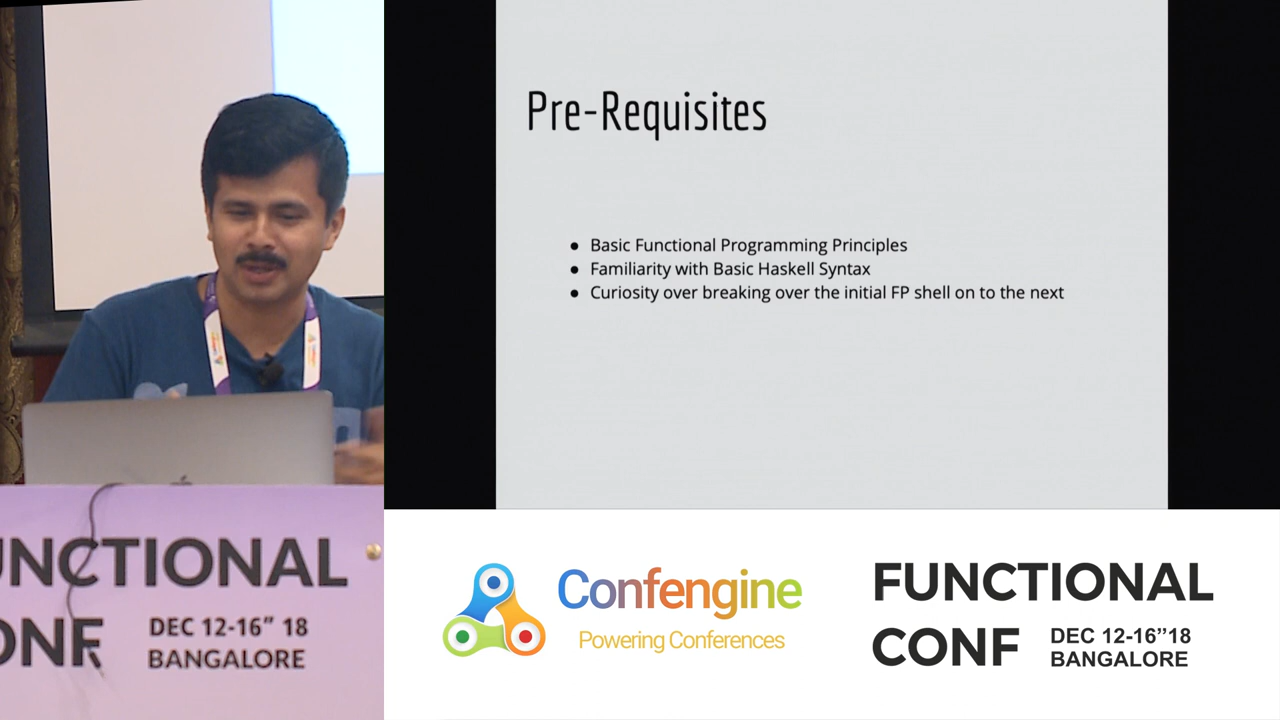 Pre-Requisites
● Basic Functional Programming Principles
● Familiarity with Basic Haskell Syntax
● Curiosity over breaking over the initial FP shell on to the next
UNCTIONAL
ONF
DEC 12-16” 18
BANGALORE
Confengine
Powering Conferences
FUNCTIONAL
CONF
DEC 12-16”18
BANGALORE